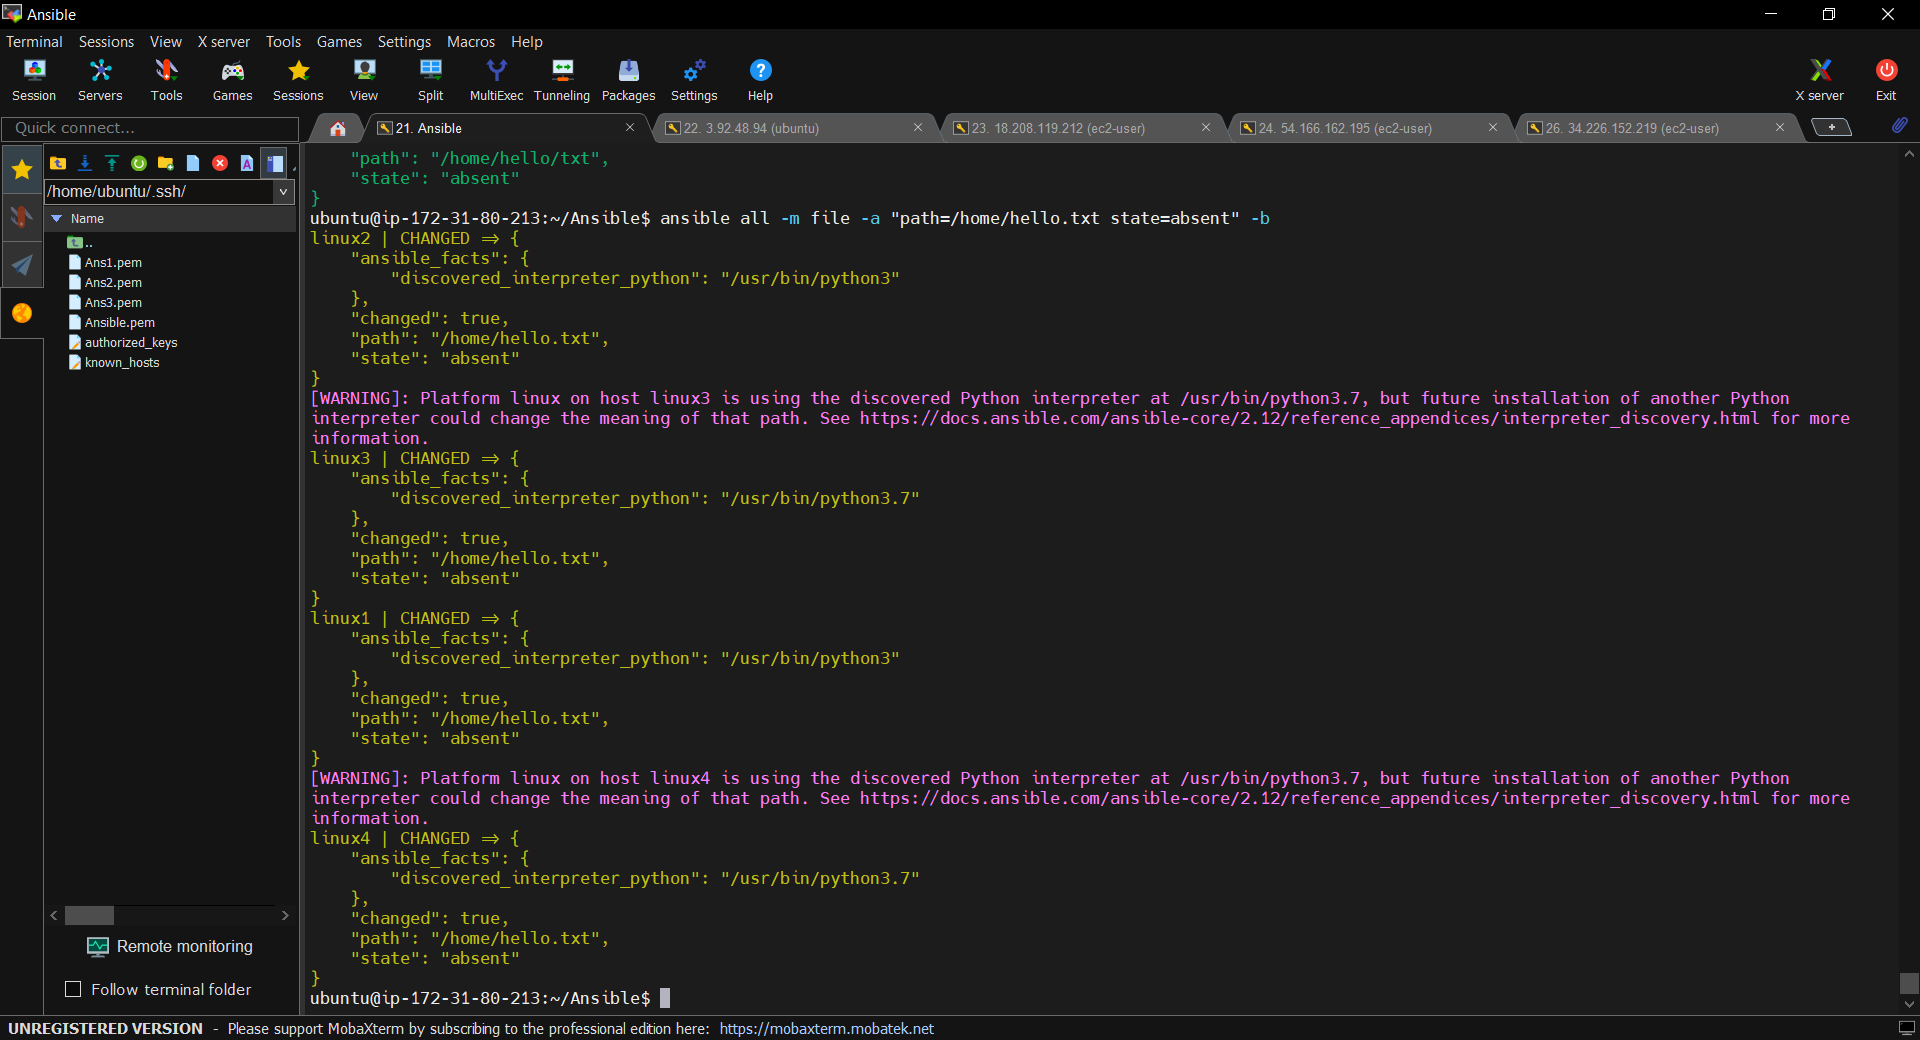 Ansible
Terminal Sessions View X server Tools Games Settings Macros Help
Session Servers Tools Games Sessions View Split MultiExec Tunneling Packages Settings Help X server Exit
Quick connect...
21. Ansible
22. 3.92.48.94 (ubuntu)
23. 18.208.119.212 (ec2-user)
24. 54.166.162.195 (ec2-user)
26. 34.226.152.219 (ec2-user)
/home/ubuntu/.ssh/
Name
..
Ans1.pem
Ans2.pem
Ans3.pem
Ansible.pem
authorized_keys
known_hosts
Remote monitoring
Follow terminal folder
    "path": "/home/hello/txt",
    "state": "absent"
}
ubuntu@ip-172-31-80-213:~/Ansible$ ansible all -m file -a "path=/home/hello.txt state=absent" -b
linux2 | CHANGED => {
    "ansible_facts": {
        "discovered_interpreter_python": "/usr/bin/python3"
    },
    "changed": true,
    "path": "/home/hello.txt",
    "state": "absent"
}
[WARNING]: Platform linux on host linux3 is using the discovered Python interpreter at /usr/bin/python3.7, but future installation of another Python
interpreter could change the meaning of that path. See https://docs.ansible.com/ansible-core/2.12/reference_appendices/interpreter_discovery.html for more
information.
linux3 | CHANGED => {
    "ansible_facts": {
        "discovered_interpreter_python": "/usr/bin/python3.7"
    },
    "changed": true,
    "path": "/home/hello.txt",
    "state": "absent"
}
linux1 | CHANGED => {
    "ansible_facts": {
        "discovered_interpreter_python": "/usr/bin/python3"
    },
    "changed": true,
    "path": "/home/hello.txt",
    "state": "absent"
}
[WARNING]: Platform linux on host linux4 is using the discovered Python interpreter at /usr/bin/python3.7, but future installation of another Python
interpreter could change the meaning of that path. See https://docs.ansible.com/ansible-core/2.12/reference_appendices/interpreter_discovery.html for more
information.
linux4 | CHANGED => {
    "ansible_facts": {
        "discovered_interpreter_python": "/usr/bin/python3.7"
    },
    "changed": true,
    "path": "/home/hello.txt",
    "state": "absent"
}
ubuntu@ip-172-31-80-213:~/Ansible$
UNREGISTERED VERSION - Please support MobaXterm by subscribing to the professional edition here: https://mobaxterm.mobatek.net